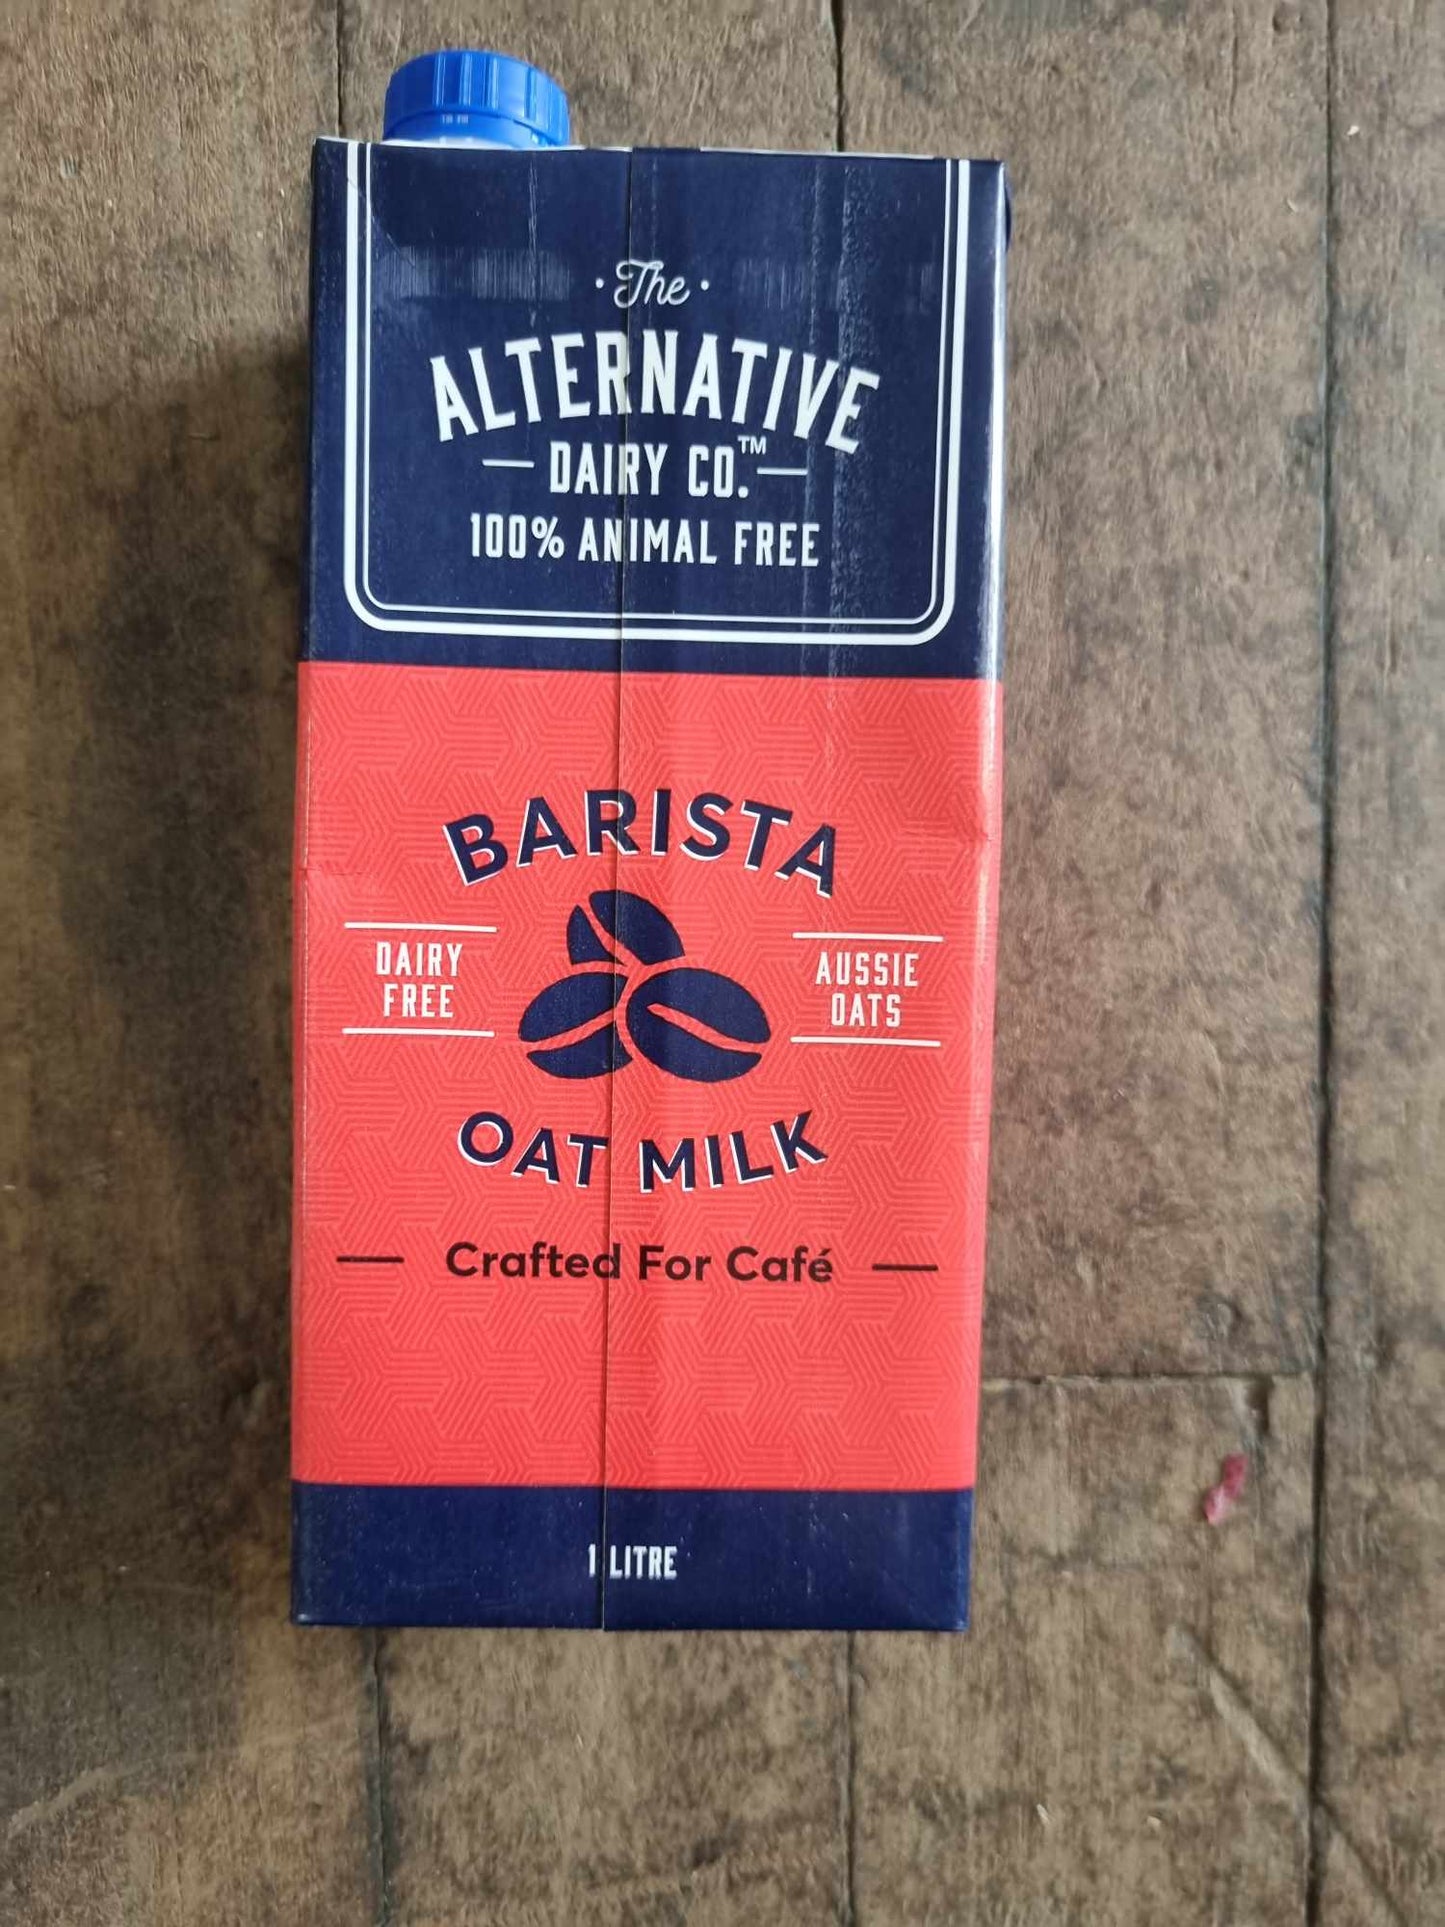 The
ALTERNATIVE
DAIRY CO.™
100% ANIMAL FREE
BARISTA
DAIRY
FREE
AUSSIE
OATS
OAT MILK
Crafted For Café
1 LITRE